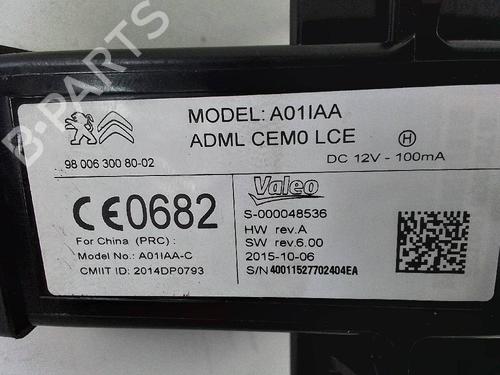 B-PARTS
MODEL: A01IAA
ADML CEM0 LCE
H
98 006 300 80-02
DC 12V - 100mA
CE0682
For China (PRC) :
Model No.: A01IAA-C
CMIIT ID: 2014DP0793
Valeo
S-000048536
HW rev.A
SW rev.6.00
2015-10-06
S/N 40011527702404EA